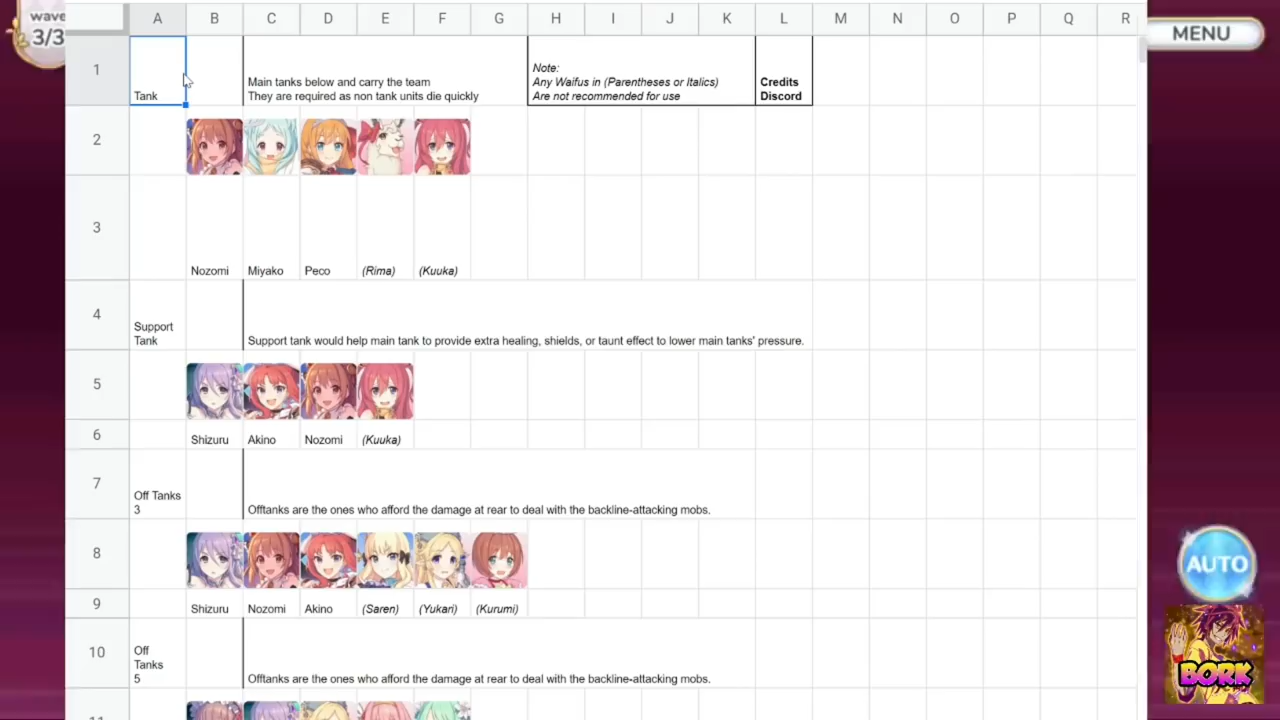 wave
3/3
MENU
A B C D E F G H I J K L M N O P Q R
1
Tank
Main tanks below and carry the team
They are required as non tank units die quickly
Note:
Any Waifus in (Parentheses or Italics)
Are not recommended for use
Credits
Discord
2
3
Nozomi Miyako Peco (Rima) (Kuuka)
4
Support
Tank
Support tank would help main tank to provide extra healing, shields, or taunt effect to lower main tanks' pressure.
5
6
Shizuru Akino Nozomi (Kuuka)
7
Off Tanks
3
Offtanks are the ones who afford the damage at rear to deal with the backline-attacking mobs.
8
9
Shizuru Nozomi Akino (Saren) (Yukari) (Kurumi)
10
Off
Tanks
5
Offtanks are the ones who afford the damage at rear to deal with the backline-attacking mobs.
11
AUTO
BORK